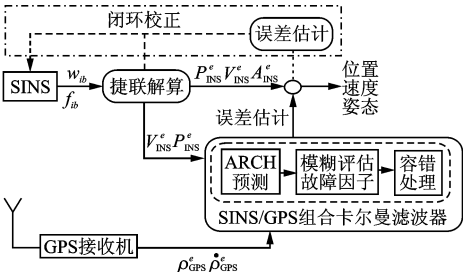 闭环校正
误差估计
SINS
w_ib
f_ib
捷联解算
P^e_INS V^e_INS A^e_INS
位置
速度
姿态
误差估计
V^e_INS P^e_INS
ARCH
预测
模糊评估
故障因子
容错
处理
SINS/GPS组合卡尔曼滤波器
GPS接收机
ρ^e_GPS ρ̇^e_GPS